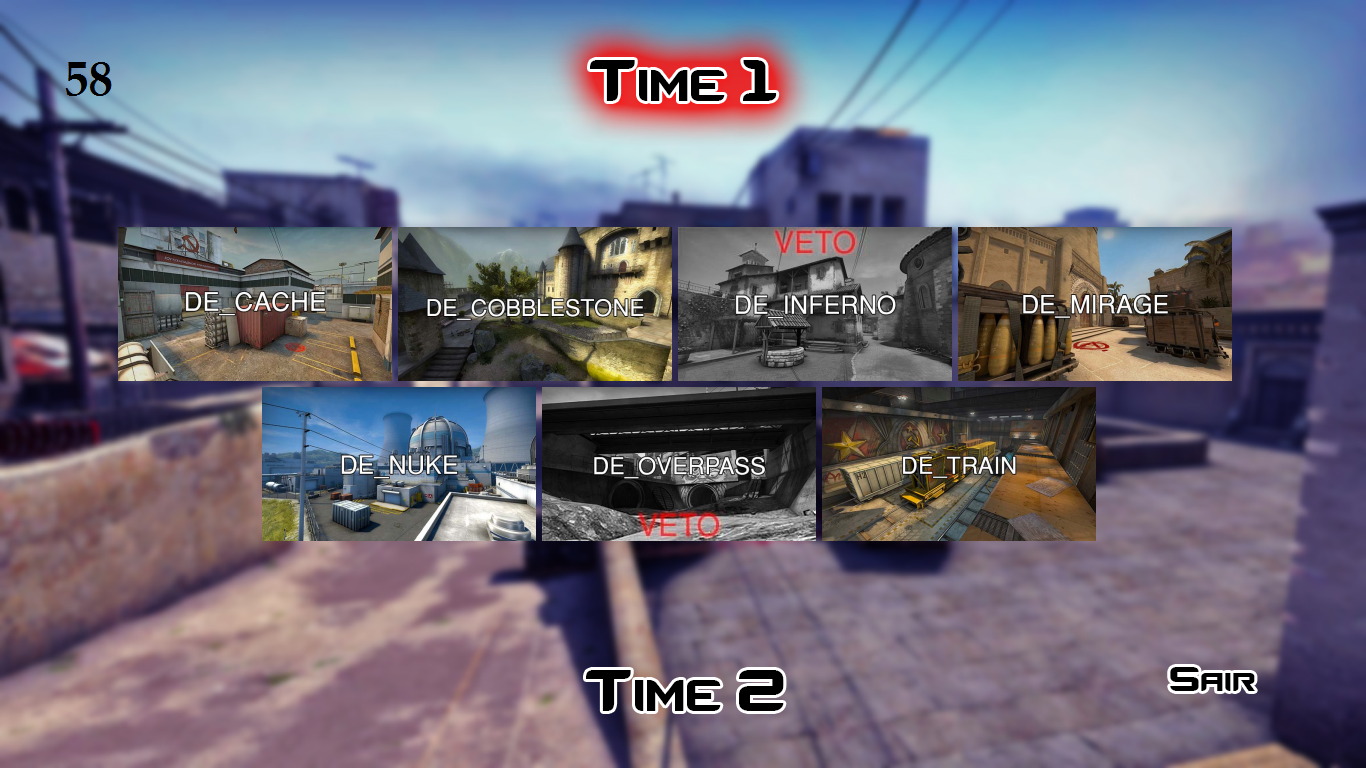 58
Time 1
VETO
DE_CACHE
DE_COBBLESTONE
DE_INFERNO
DE_MIRAGE
DE_NUKE
DE_OVERPASS
DE_TRAIN
VETO
Time 2
Sair